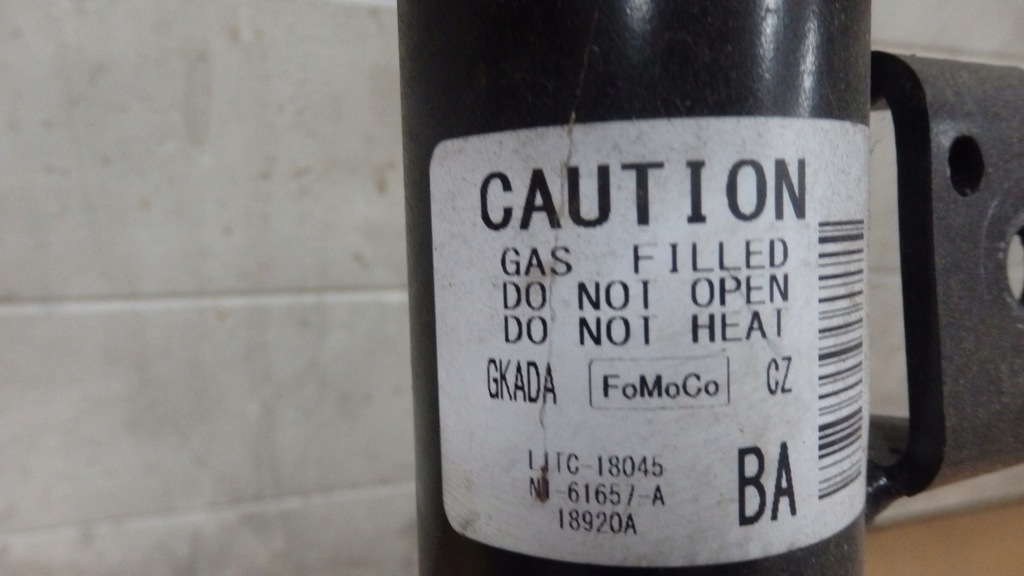 CAUTION
GAS FILLED
DO NOT OPEN
DO NOT HEAT
GKADA FoMoCo CZ
BA
-18045
-61657-A
18920A